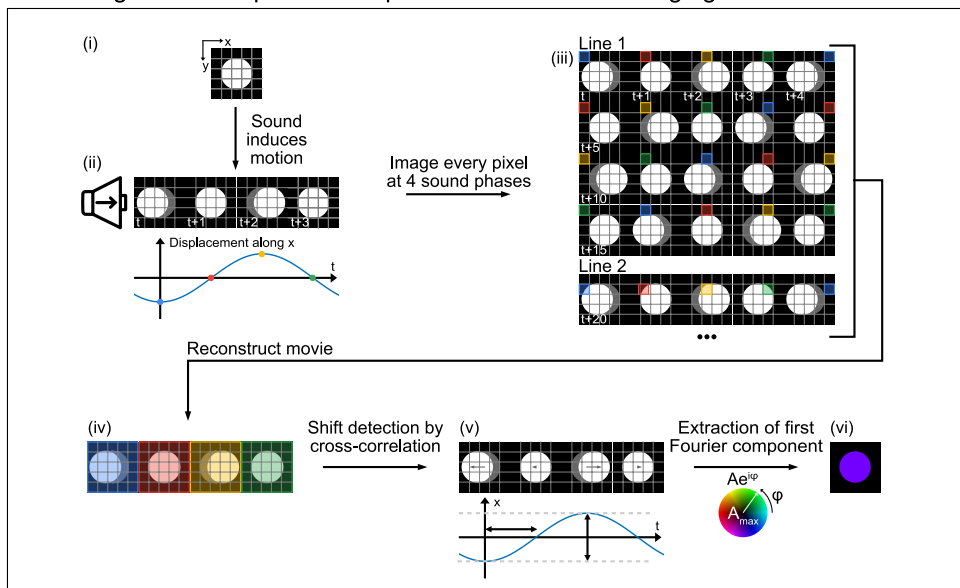 (i)
x
y
Sound
induces
motion
(ii)
t
t+1
t+2
t+3
Displacement along x
t
Image every pixel
at 4 sound phases
Line 1
(iii)
t
t+1
t+2
t+3
t+4
t+5
t+10
t+15
Line 2
t+20
•••
Reconstruct movie
(iv)
Shift detection by
cross-correlation
(v)
x
t
Extraction of first
Fourier component
Ae^iφ
φ
A_max
(vi)